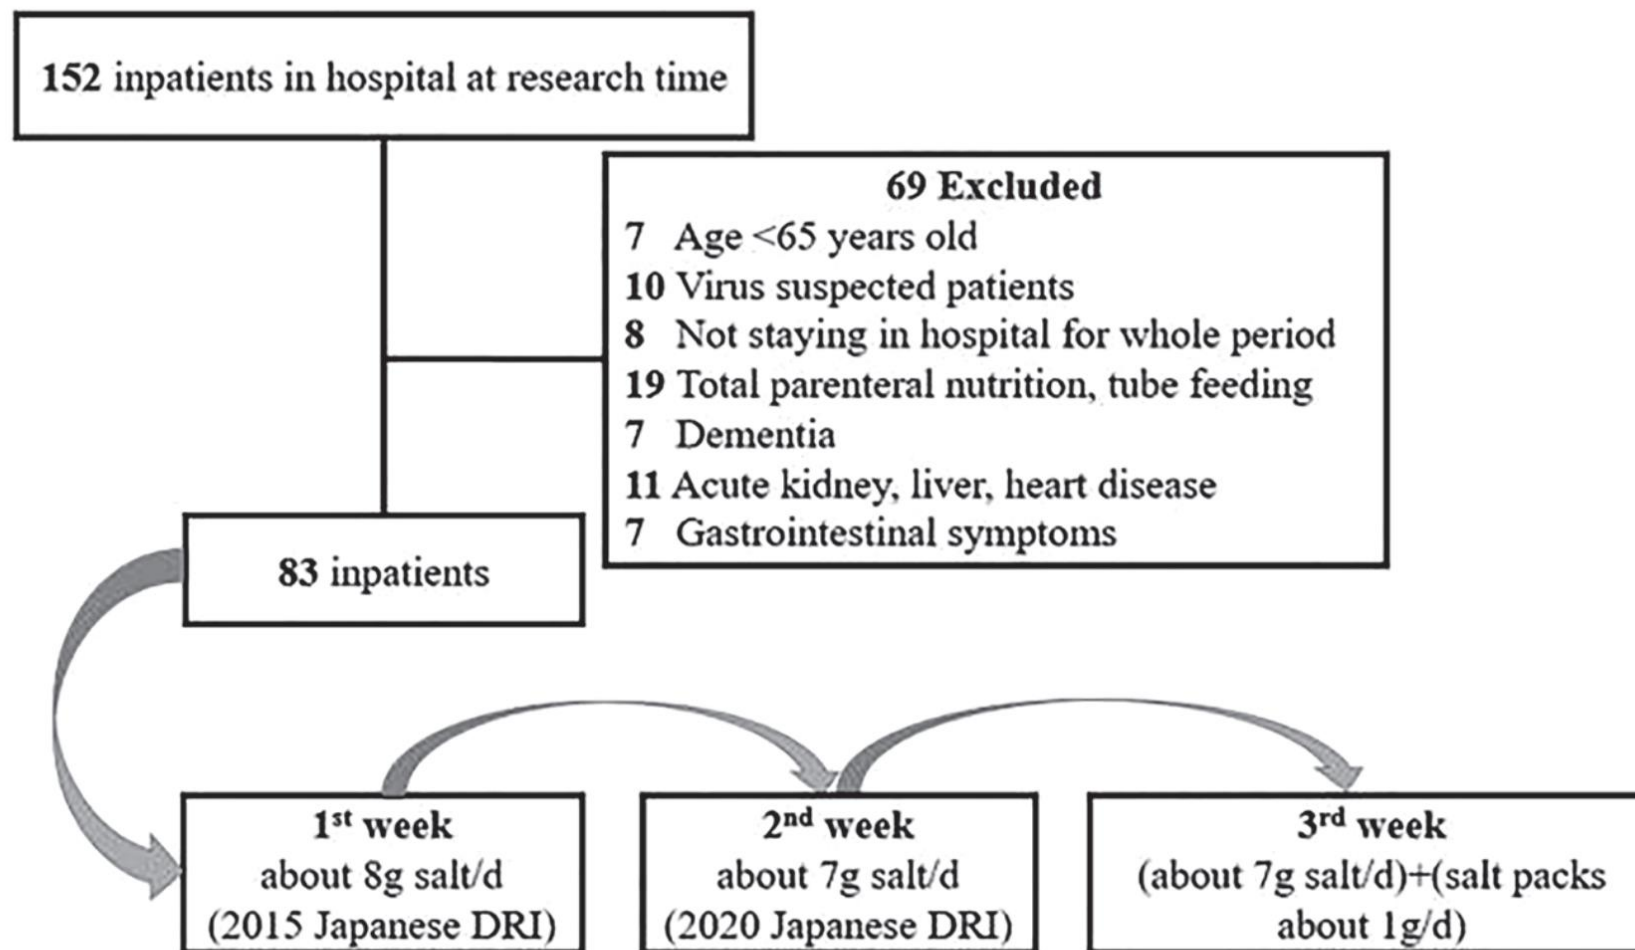 152 inpatients in hospital at research time
69 Excluded
7 Age <65 years old
10 Virus suspected patients
8 Not staying in hospital for whole period
19 Total parenteral nutrition, tube feeding
7 Dementia
11 Acute kidney, liver, heart disease
7 Gastrointestinal symptoms
83 inpatients
1st week
about 8g salt/d
(2015 Japanese DRI)
2nd week
about 7g salt/d
(2020 Japanese DRI)
3rd week
(about 7g salt/d)+(salt packs
about 1g/d)